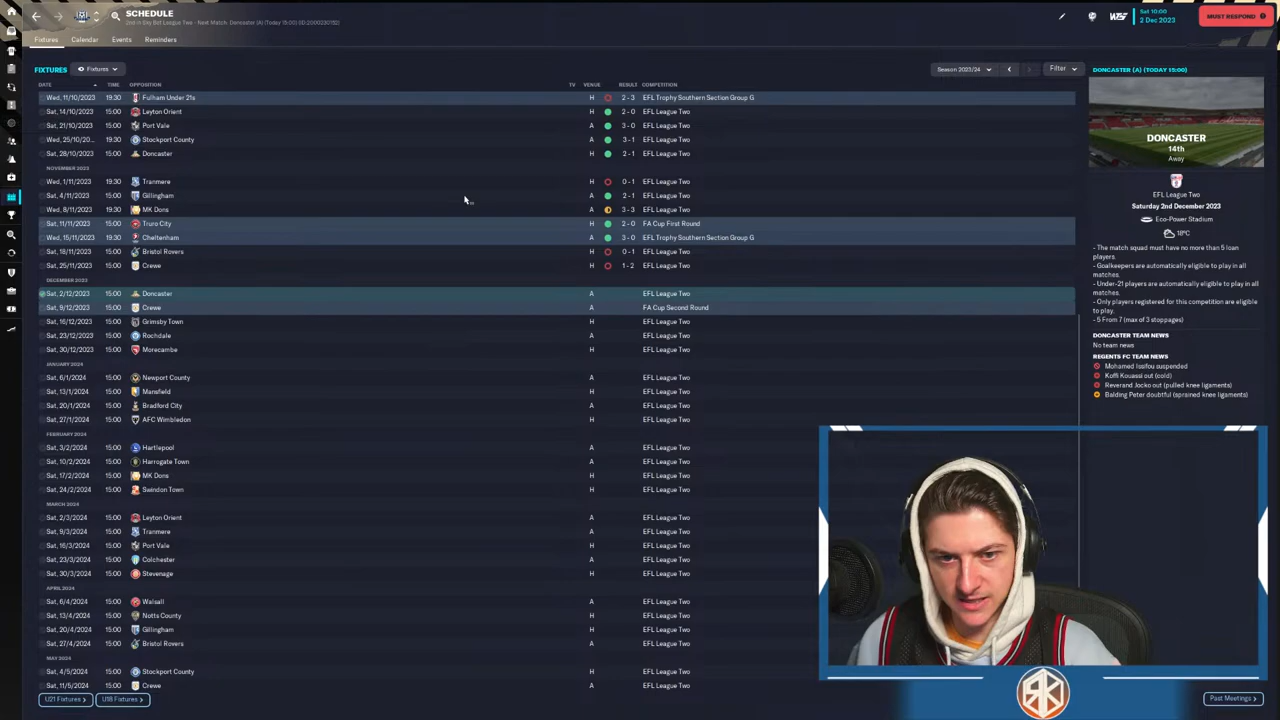 SCHEDULE
Sat 10:00
2 Dec 2023
MUST RESPOND
Fixtures Calendar Events Reminders
FIXTURES Fixtures Season 2023/24 Filter
DATE TIME OPPOSITION TV VENUE RESULT COMPETITION
Wed, 11/10/2023 19:30 Fulham Under 21s H 2 - 3 EFL Trophy Southern Section Group G
Sat, 14/10/2023 15:00 Leyton Orient H 2 - 0 EFL League Two
Sat, 21/10/2023 15:00 Port Vale A 3 - 0 EFL League Two
Wed, 25/10/20... 19:30 Stockport County A 3 - 1 EFL League Two
Sat, 28/10/2023 15:00 Doncaster H 2 - 1 EFL League Two
NOVEMBER 2023
Wed, 1/11/2023 19:30 Tranmere H 0 - 1 EFL League Two
Sat, 4/11/2023 15:00 Gillingham A 2 - 1 EFL League Two
Wed, 8/11/2023 19:30 MK Dons A 3 - 3 EFL League Two
Sat, 11/11/2023 15:00 Truro City H 2 - 0 FA Cup First Round
Wed, 15/11/2023 19:30 Cheltenham A 3 - 0 EFL Trophy Southern Section Group G
Sat, 18/11/2023 15:00 Bristol Rovers H 0 - 1 EFL League Two
Sat, 25/11/2023 15:00 Crewe H 1 - 2 EFL League Two
DECEMBER 2023
Sat, 2/12/2023 15:00 Doncaster A EFL League Two
Sat, 9/12/2023 15:00 Crewe A FA Cup Second Round
Sat, 16/12/2023 15:00 Grimsby Town H EFL League Two
Sat, 23/12/2023 15:00 Rochdale A EFL League Two
Sat, 30/12/2023 15:00 Morecambe H EFL League Two
JANUARY 2024
Sat, 6/1/2024 15:00 Newport County A EFL League Two
Sat, 13/1/2024 15:00 Mansfield H EFL League Two
Sat, 20/1/2024 15:00 Bradford City A EFL League Two
Sat, 27/1/2024 15:00 AFC Wimbledon H EFL League Two
FEBRUARY 2024
Sat, 3/2/2024 15:00 Hartlepool A EFL League Two
Sat, 10/2/2024 15:00 Harrogate Town A EFL League Two
Sat, 17/2/2024 15:00 MK Dons H EFL League Two
Sat, 24/2/2024 15:00 Swindon Town H EFL League Two
MARCH 2024
Sat, 2/3/2024 15:00 Leyton Orient A EFL League Two
Sat, 9/3/2024 15:00 Tranmere A EFL League Two
Sat, 16/3/2024 15:00 Port Vale H EFL League Two
Sat, 23/3/2024 15:00 Colchester A EFL League Two
Sat, 30/3/2024 15:00 Stevenage H EFL League Two
APRIL 2024
Sat, 6/4/2024 15:00 Walsall A EFL League Two
Sat, 13/4/2024 15:00 Notts County H EFL League Two
Sat, 20/4/2024 15:00 Gillingham H EFL League Two
Sat, 27/4/2024 15:00 Bristol Rovers A EFL League Two
MAY 2024
Sat, 4/5/2024 15:00 Stockport County H EFL League Two
Sat, 11/5/2024 15:00 Crewe A EFL League Two
U21 Fixtures U18 Fixtures
DONCASTER (A) (TODAY 15:00)
DONCASTER
14th
Away
EFL League Two
Saturday 2nd December 2023
Eco-Power Stadium
18°C
- The match squad must have no more than 5 loan
players.
- Goalkeepers are automatically eligible to play in all
matches.
- Under-21 players are automatically eligible to play in all
matches.
- Only players registered for this competition are eligible
to play.
- 5 From 7 (max of 3 stoppages)
DONCASTER TEAM NEWS
No team news
REGENTS FC TEAM NEWS
Mohamed Issifou suspended
Koffi Kouassi out (cold)
Reverand Jocko out (pulled knee ligaments)
Balding Peter doubtful (sprained knee ligaments)
Past Meetings